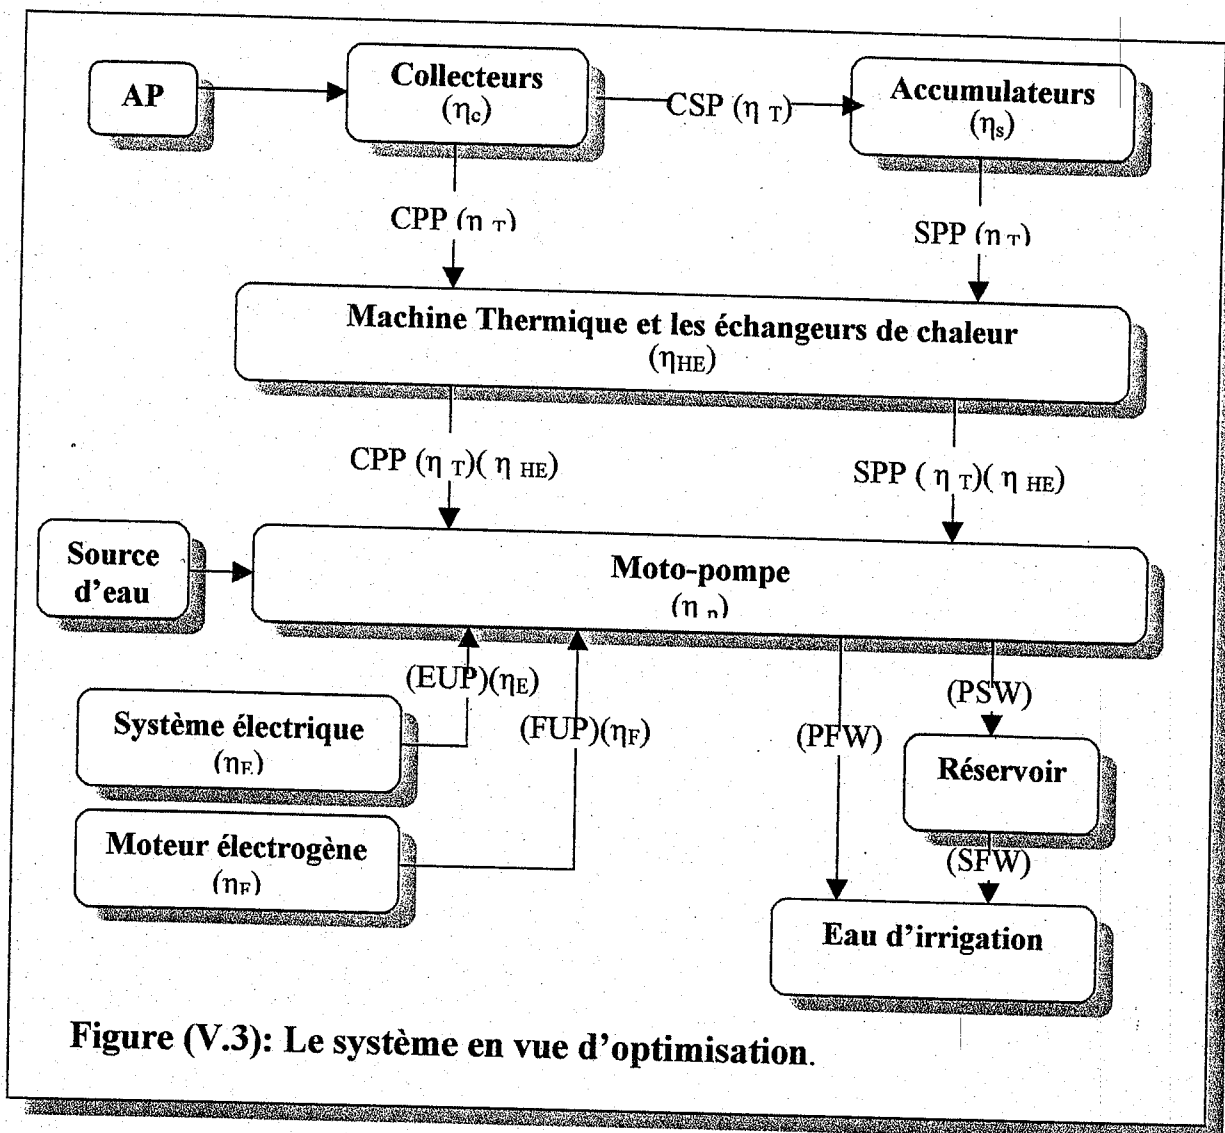 AP
Collecteurs
(ηc)
CSP (η T)
Accumulateurs
(ηs)
CPP (η T)
SPP (η T)
Machine Thermique et les échangeurs de chaleur
(ηHE)
CPP (η T)( η HE)
SPP ( η T)( η HE)
Source
d'eau
Moto-pompe
(η p)
(EUP)(ηE)
(FUP)(ηF)
(PFW)
(PSW)
Système électrique
(ηE)
Réservoir
Moteur électrogène
(ηF)
(SFW)
Eau d'irrigation
Figure (V.3): Le système en vue d'optimisation.